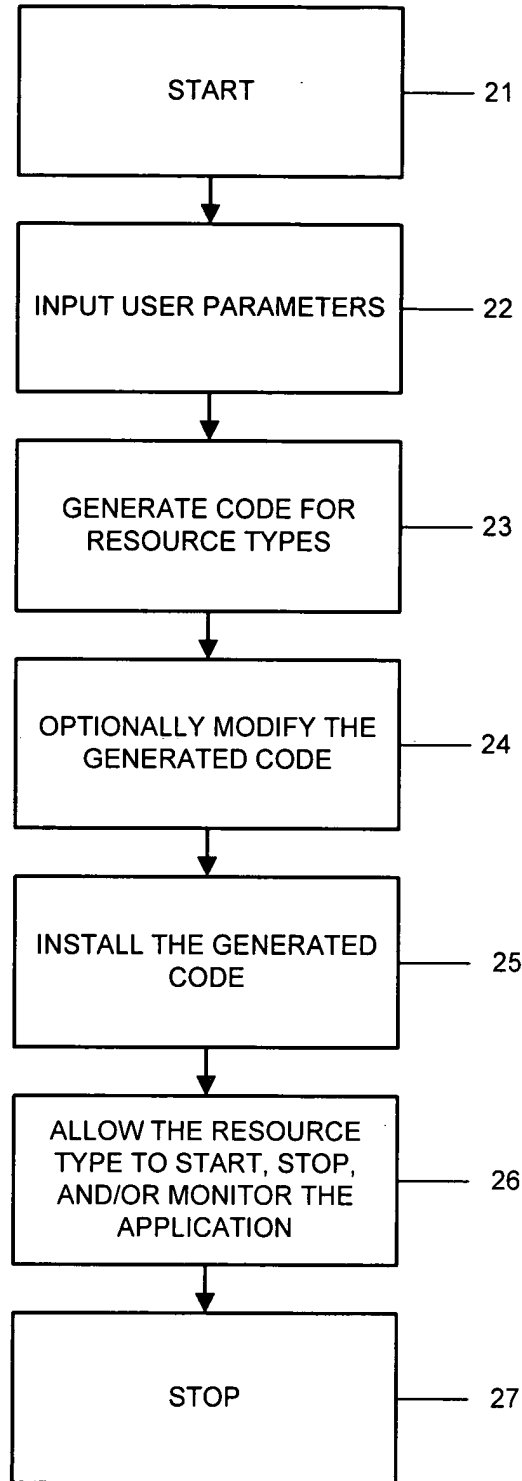 START
21
INPUT USER PARAMETERS
22
GENERATE CODE FOR
RESOURCE TYPES
23
OPTIONALLY MODIFY THE
GENERATED CODE
24
INSTALL THE GENERATED
CODE
25
ALLOW THE RESOURCE
TYPE TO START, STOP,
AND/OR MONITOR THE
APPLICATION
26
STOP
27